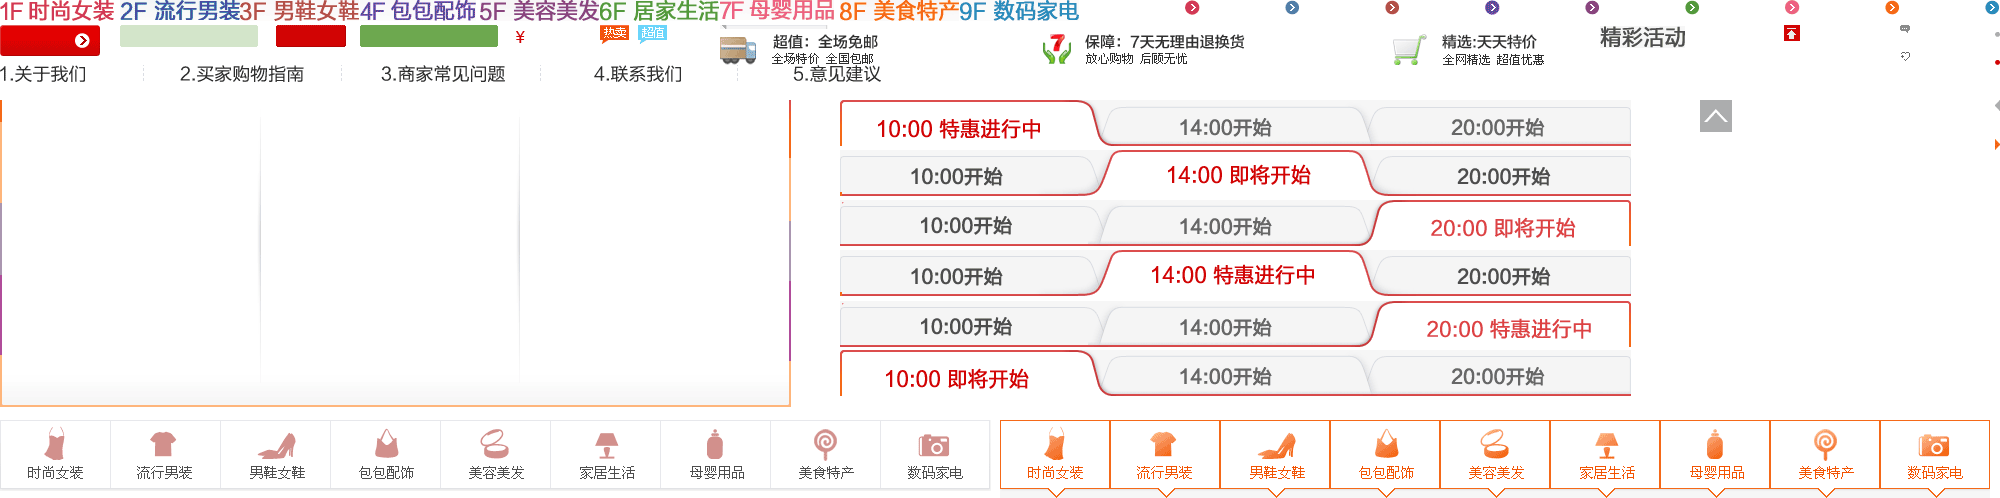 1F 时尚女装 2F 流行男装 3F 男鞋女鞋 4F 包包配饰 5F 美容美发 6F 居家生活 7F 母婴用品 8F 美食特产 9F 数码家电
¥ 热卖 超值
超值：全场免邮
全场特价 全国包邮
保障：7天无理由退换货
放心购物 后顾无忧
7
精选:天天特价
全网精选 超值优惠
精彩活动
1.关于我们 2.买家购物指南 3.商家常见问题 4.联系我们 5.意见建议
10:00 特惠进行中 14:00开始 20:00开始
10:00开始 14:00 即将开始 20:00开始
10:00开始 14:00开始 20:00 即将开始
10:00开始 14:00 特惠进行中 20:00开始
10:00开始 14:00开始 20:00 特惠进行中
10:00 即将开始 14:00开始 20:00开始
时尚女装 流行男装 男鞋女鞋 包包配饰 美容美发 家居生活 母婴用品 美食特产 数码家电
时尚女装 流行男装 男鞋女鞋 包包配饰 美容美发 家居生活 母婴用品 美食特产 数码家电